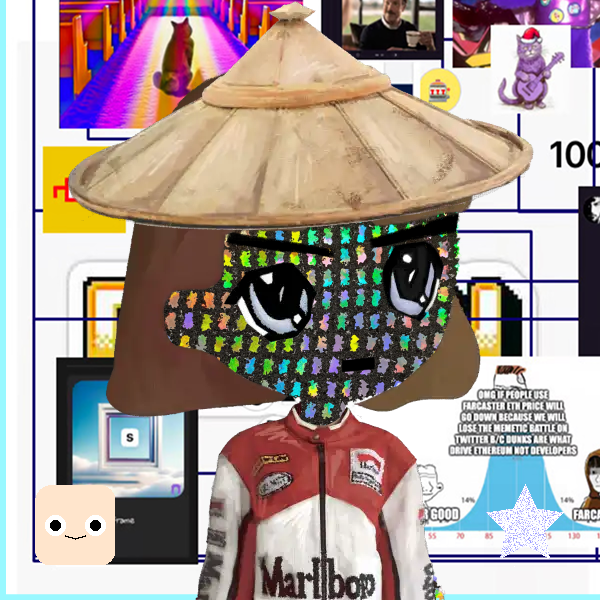 100
OMG IF PEOPLE USE
FARCASTER ETH PRICE WILL
GO DOWN BECAUSE WE WILL
LOSE THE MEMETIC BATTLE ON
TWITTER B/C DUNKS ARE WHAT
DRIVE ETHEREUM NOT DEVELOPERS
S
14%
14%
GOOD
FARCA
55
70
85
130
Marlboro